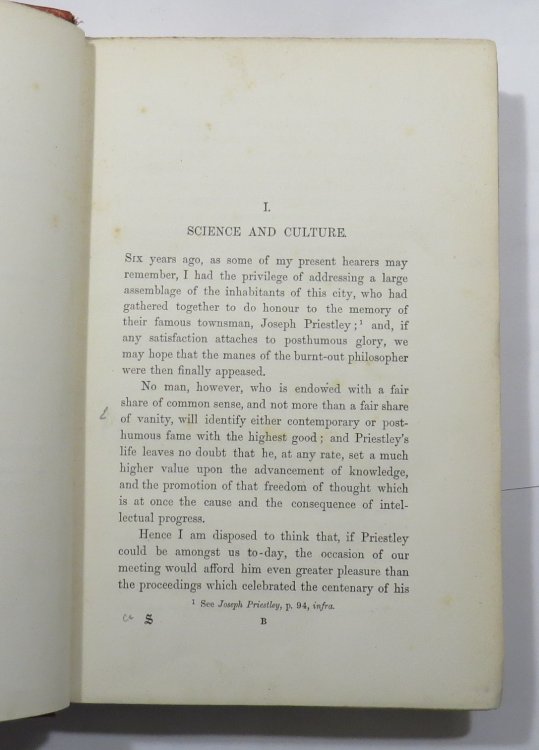 I.
SCIENCE AND CULTURE.
Six years ago, as some of my present hearers may
remember, I had the privilege of addressing a large
assemblage of the inhabitants of this city, who had
gathered together to do honour to the memory of
their famous townsman, Joseph Priestley;¹ and, if
any satisfaction attaches to posthumous glory, we
may hope that the manes of the burnt-out philosopher
were then finally appeased.
No man, however, who is endowed with a fair
share of common sense, and not more than a fair share
of vanity, will identify either contemporary or post-
humous fame with the highest good; and Priestley's
life leaves no doubt that he, at any rate, set a much
higher value upon the advancement of knowledge,
and the promotion of that freedom of thought which
is at once the cause and the consequence of intel-
lectual progress.
Hence I am disposed to think that, if Priestley
could be amongst us to-day, the occasion of our
meeting would afford him even greater pleasure than
the proceedings which celebrated the centenary of his
¹ See Joseph Priestley, p. 94, infra.
S B